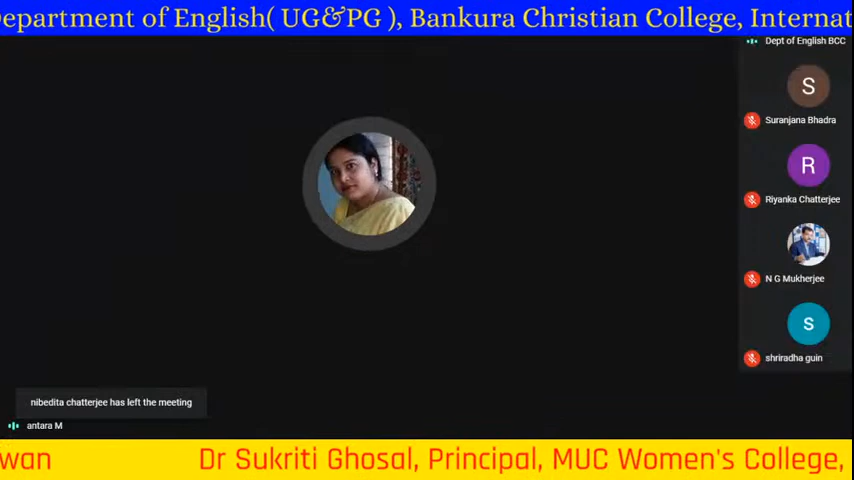 epartment of English( UG&PG ), Bankura Christian College, Internat
Dept of English BCC
S
Suranjana Bhadra
R
Riyanka Chatterjee
N G Mukherjee
s
shriradha guin
nibedita chatterjee has left the meeting
antara M
wan Dr Sukriti Ghosal, Principal, MUC Women's College,